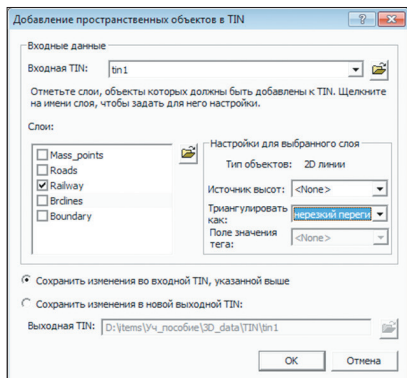 Добавление пространственных объектов в TIN
Входные данные
Входная TIN: tin1
Отметьте слои, объекты которых должны быть добавлены к TIN. Щелкните
на имени слоя, чтобы задать для него настройки.
Слои:
Mass_points
Roads
Railway
Brclines
Boundary
Настройки для выбранного слоя
Тип объектов: 2D линии
Источник высот: <None>
Триангулировать
как: нерезкий переги
Поле значения
тега: <None>
Сохранить изменения во входной TIN, указанной выше
Сохранить изменения в новой выходной TIN:
Выходная TIN: D:\Items\Уч_пособие\3D_data\TIN\tin1
OK Отмена